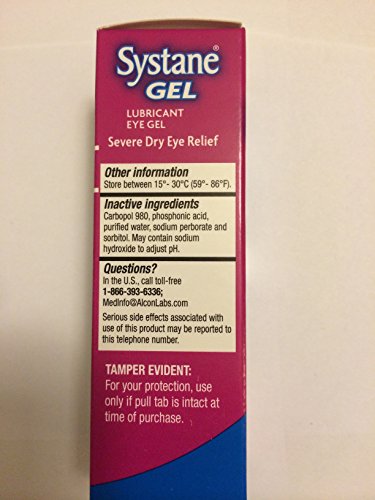 Systane®
GEL
LUBRICANT
EYE GEL
Severe Dry Eye Relief
Other information
Store between 15°- 30°C (59°- 86°F).
Inactive ingredients
Carbopol 980, phosphonic acid,
purified water, sodium perborate and
sorbitol. May contain sodium
hydroxide to adjust pH.
Questions?
In the U.S., call toll-free
1-866-393-6336;
MedInfo@AlconLabs.com
Serious side effects associated with
use of this product may be reported to
this telephone number.
TAMPER EVIDENT:
For your protection, use
only if pull tab is intact at
time of purchase.